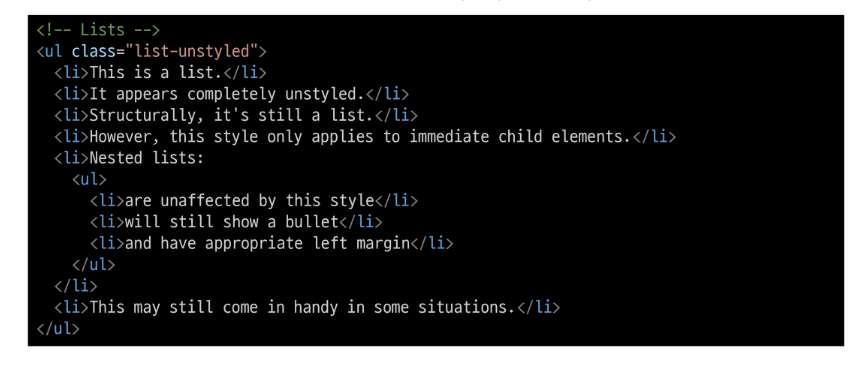 <!-- Lists -->
<ul class="list-unstyled">
  <li>This is a list.</li>
  <li>It appears completely unstyled.</li>
  <li>Structurally, it's still a list.</li>
  <li>However, this style only applies to immediate child elements.</li>
  <li>Nested lists:
    <ul>
      <li>are unaffected by this style</li>
      <li>will still show a bullet</li>
      <li>and have appropriate left margin</li>
    </ul>
  </li>
  <li>This may still come in handy in some situations.</li>
</ul>